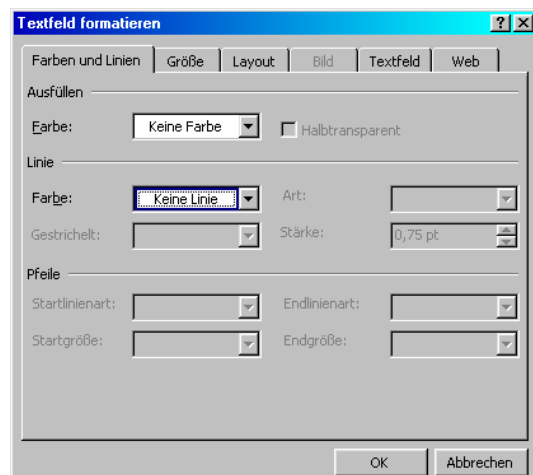 Textfeld formatieren
Farben und Linien Größe Layout Bild Textfeld Web
Ausfüllen
Farbe: Keine Farbe Halbtransparent
Linie
Farbe: Keine Linie Art:
Gestrichelt: Stärke: 0,75 pt
Pfeile
Startlinienart: Endlinienart:
Startgröße: Endgröße:
OK Abbrechen